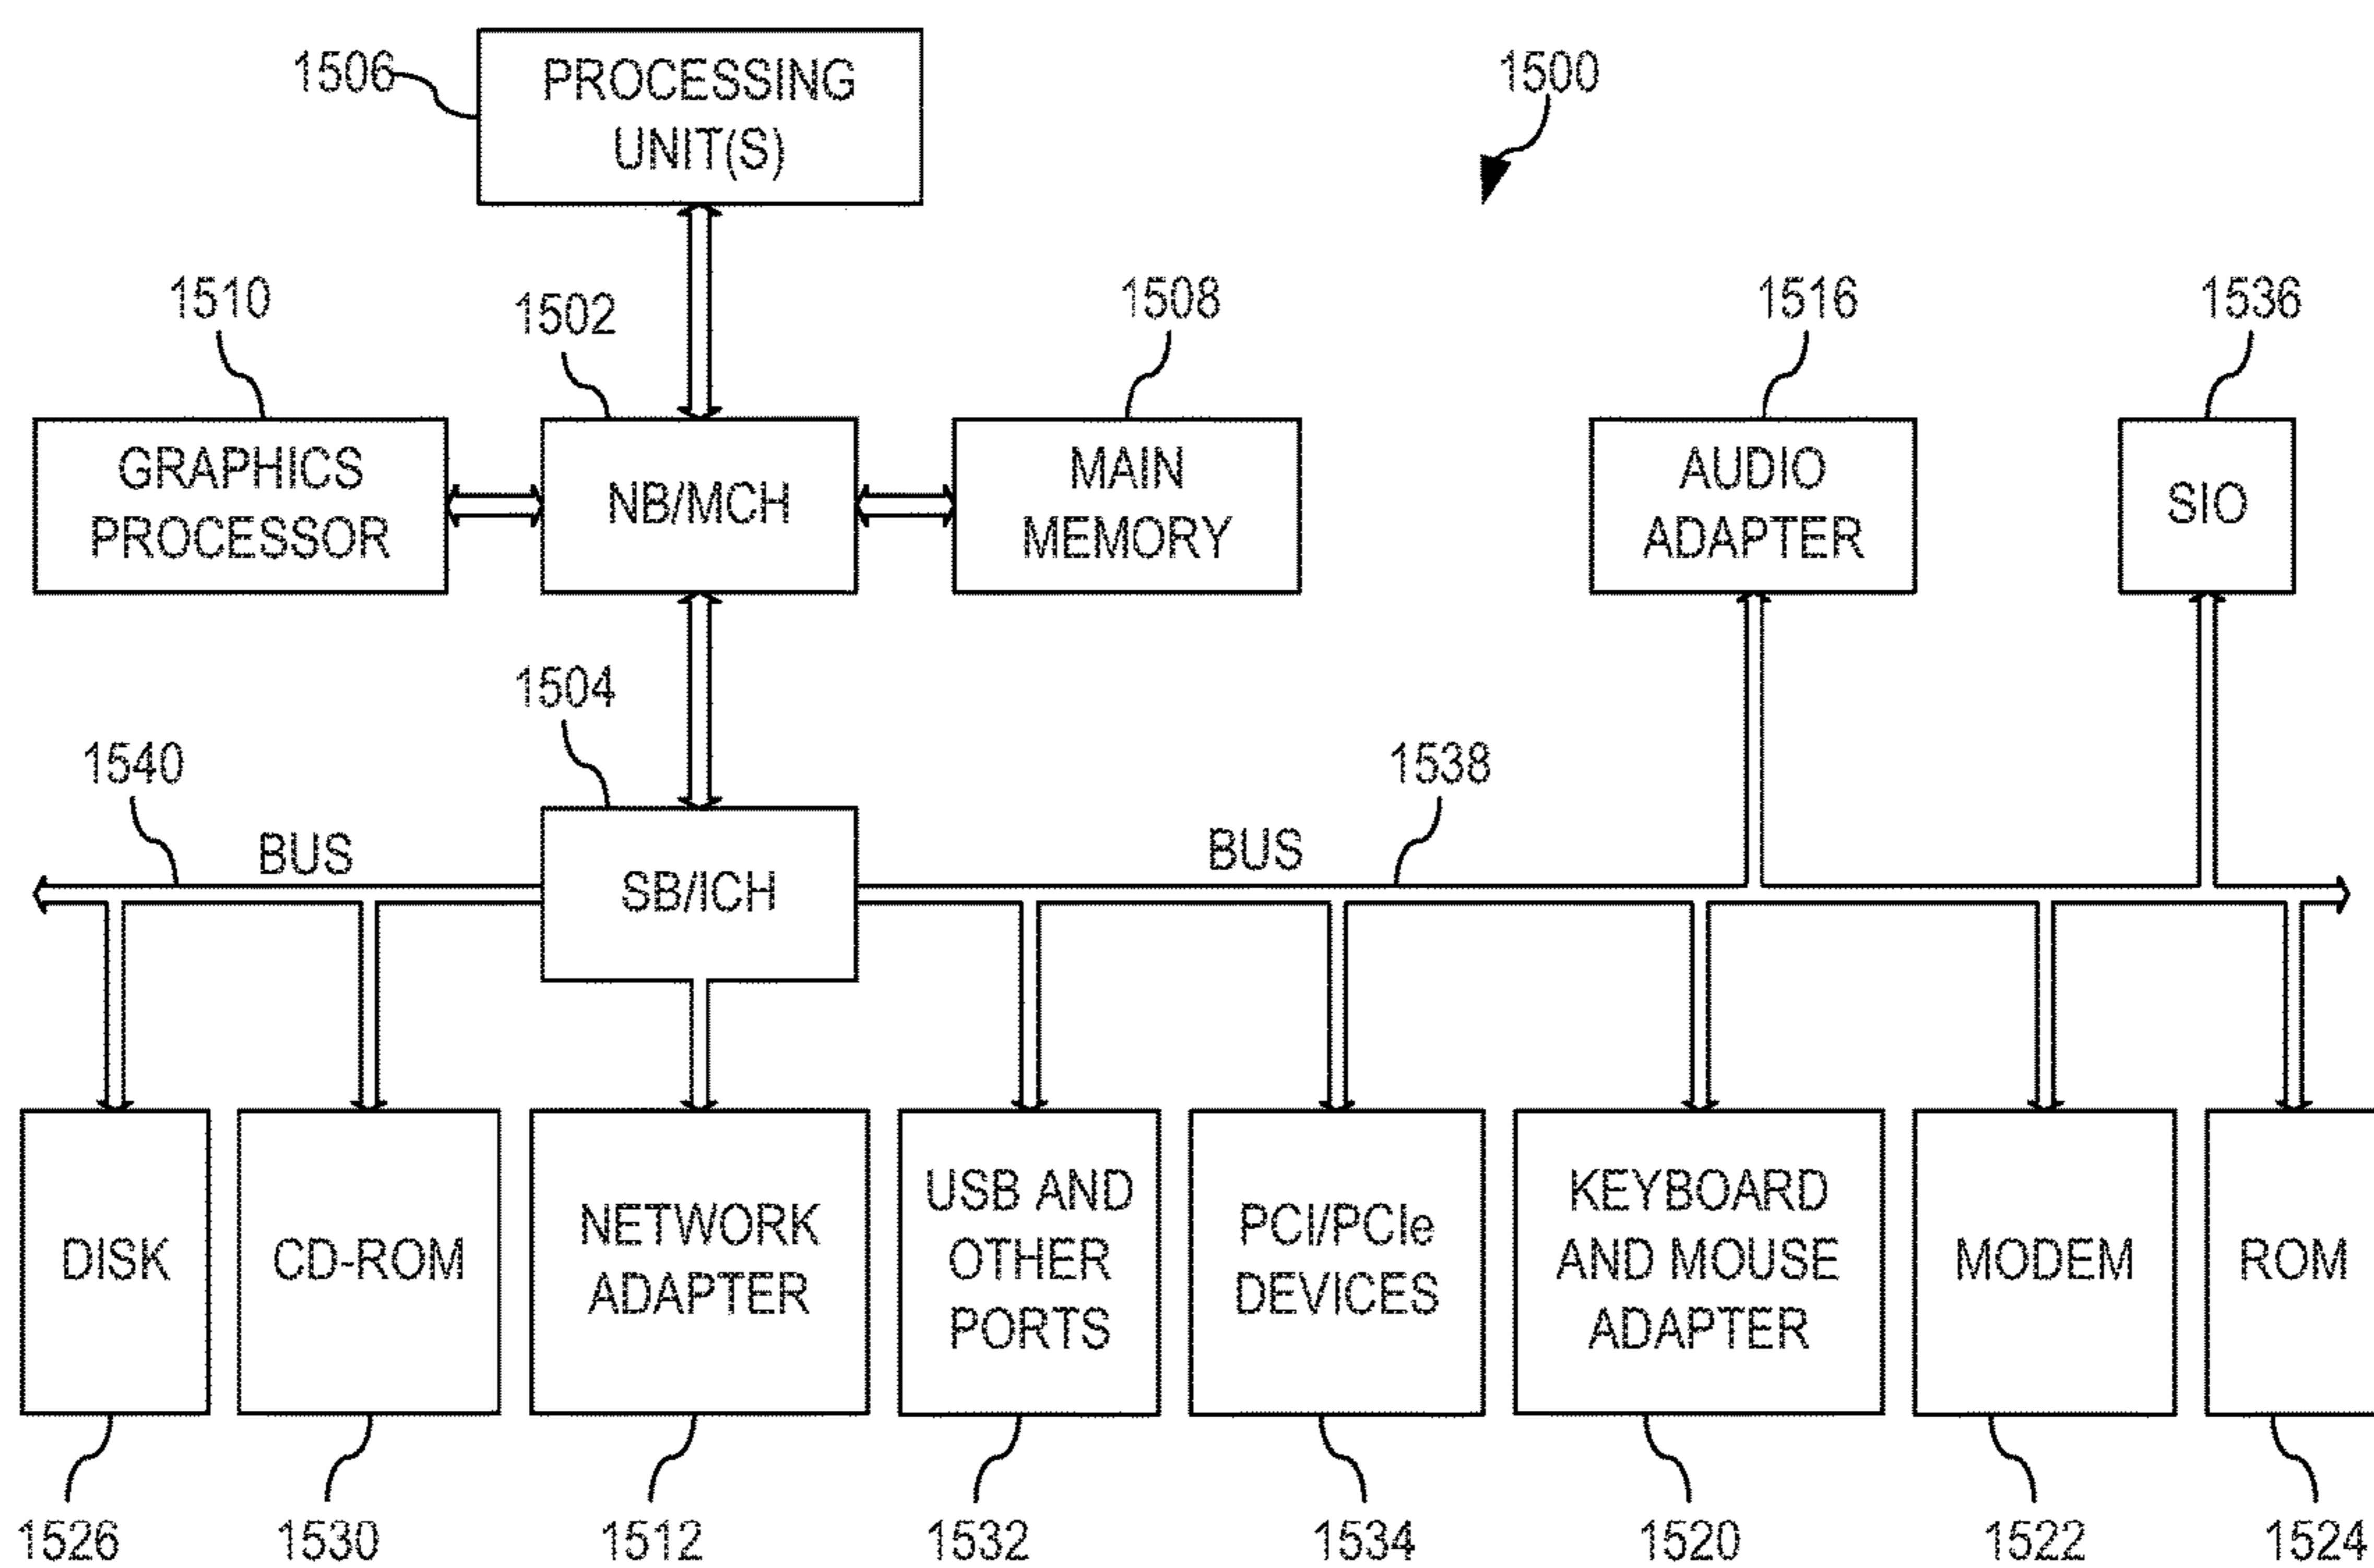 1506
PROCESSING
UNIT(S)
1500
1510
1502
1508
1516
1536
GRAPHICS
PROCESSOR
NB/MCH
MAIN
MEMORY
AUDIO
ADAPTER
SIO
1504
1540
1538
BUS
BUS
SB/ICH
DISK
CD-ROM
NETWORK
ADAPTER
USB AND
OTHER
PORTS
PCI/PCIe
DEVICES
KEYBOARD
AND MOUSE
ADAPTER
MODEM
ROM
1526
1530
1512
1532
1534
1520
1522
1524